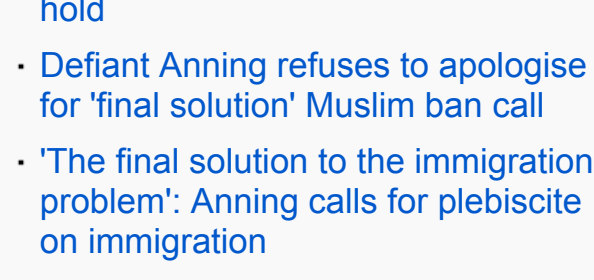 hold
· Defiant Anning refuses to apologise
for 'final solution' Muslim ban call
· 'The final solution to the immigration
problem': Anning calls for plebiscite
on immigration